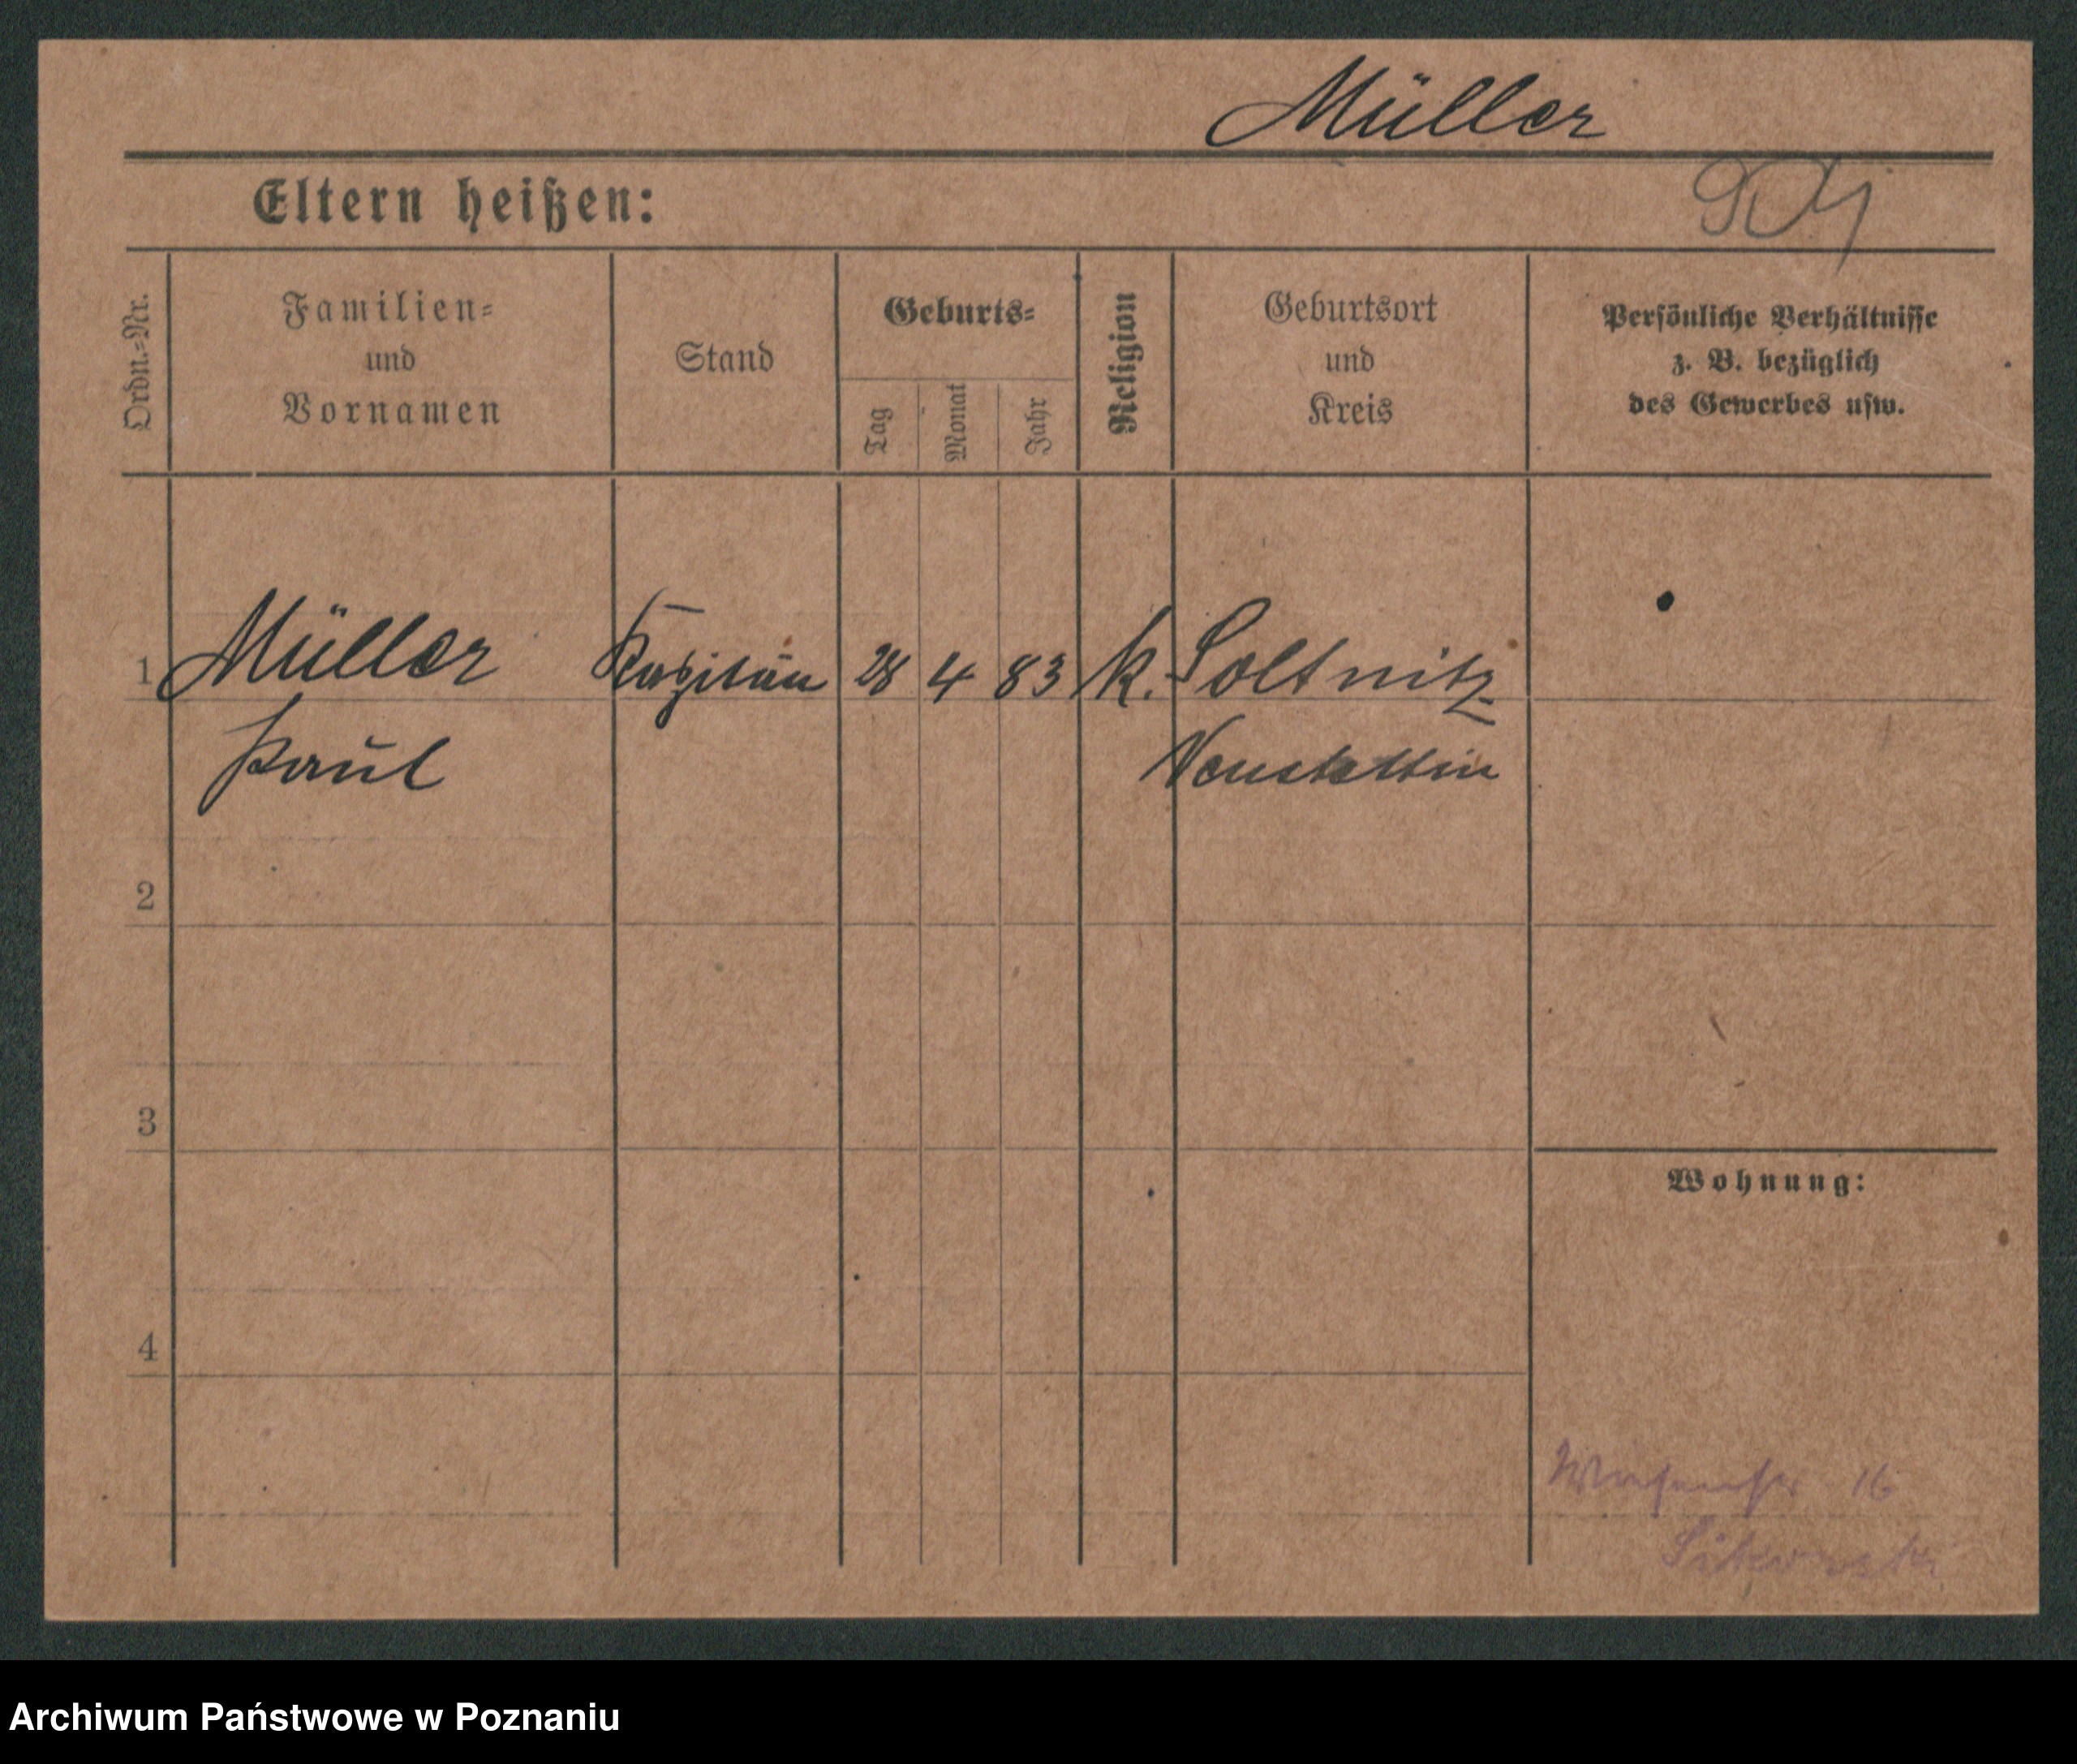 Müller
Eltern heißen:
Ordn.-Nr.
Familien-
und
Vornamen
Stand
Geburts-
Tag
Monat
Jahr
Religion
Geburtsort
und
Kreis
Persönliche Verhältnisse
z. B. bezüglich
des Gewerbes usw.
1 Müller Kapitän 28 4 83 k. Soltnitz
Paul Neustettin
2
3
Wohnung:
4
16
Archiwum Państwowe w Poznaniu